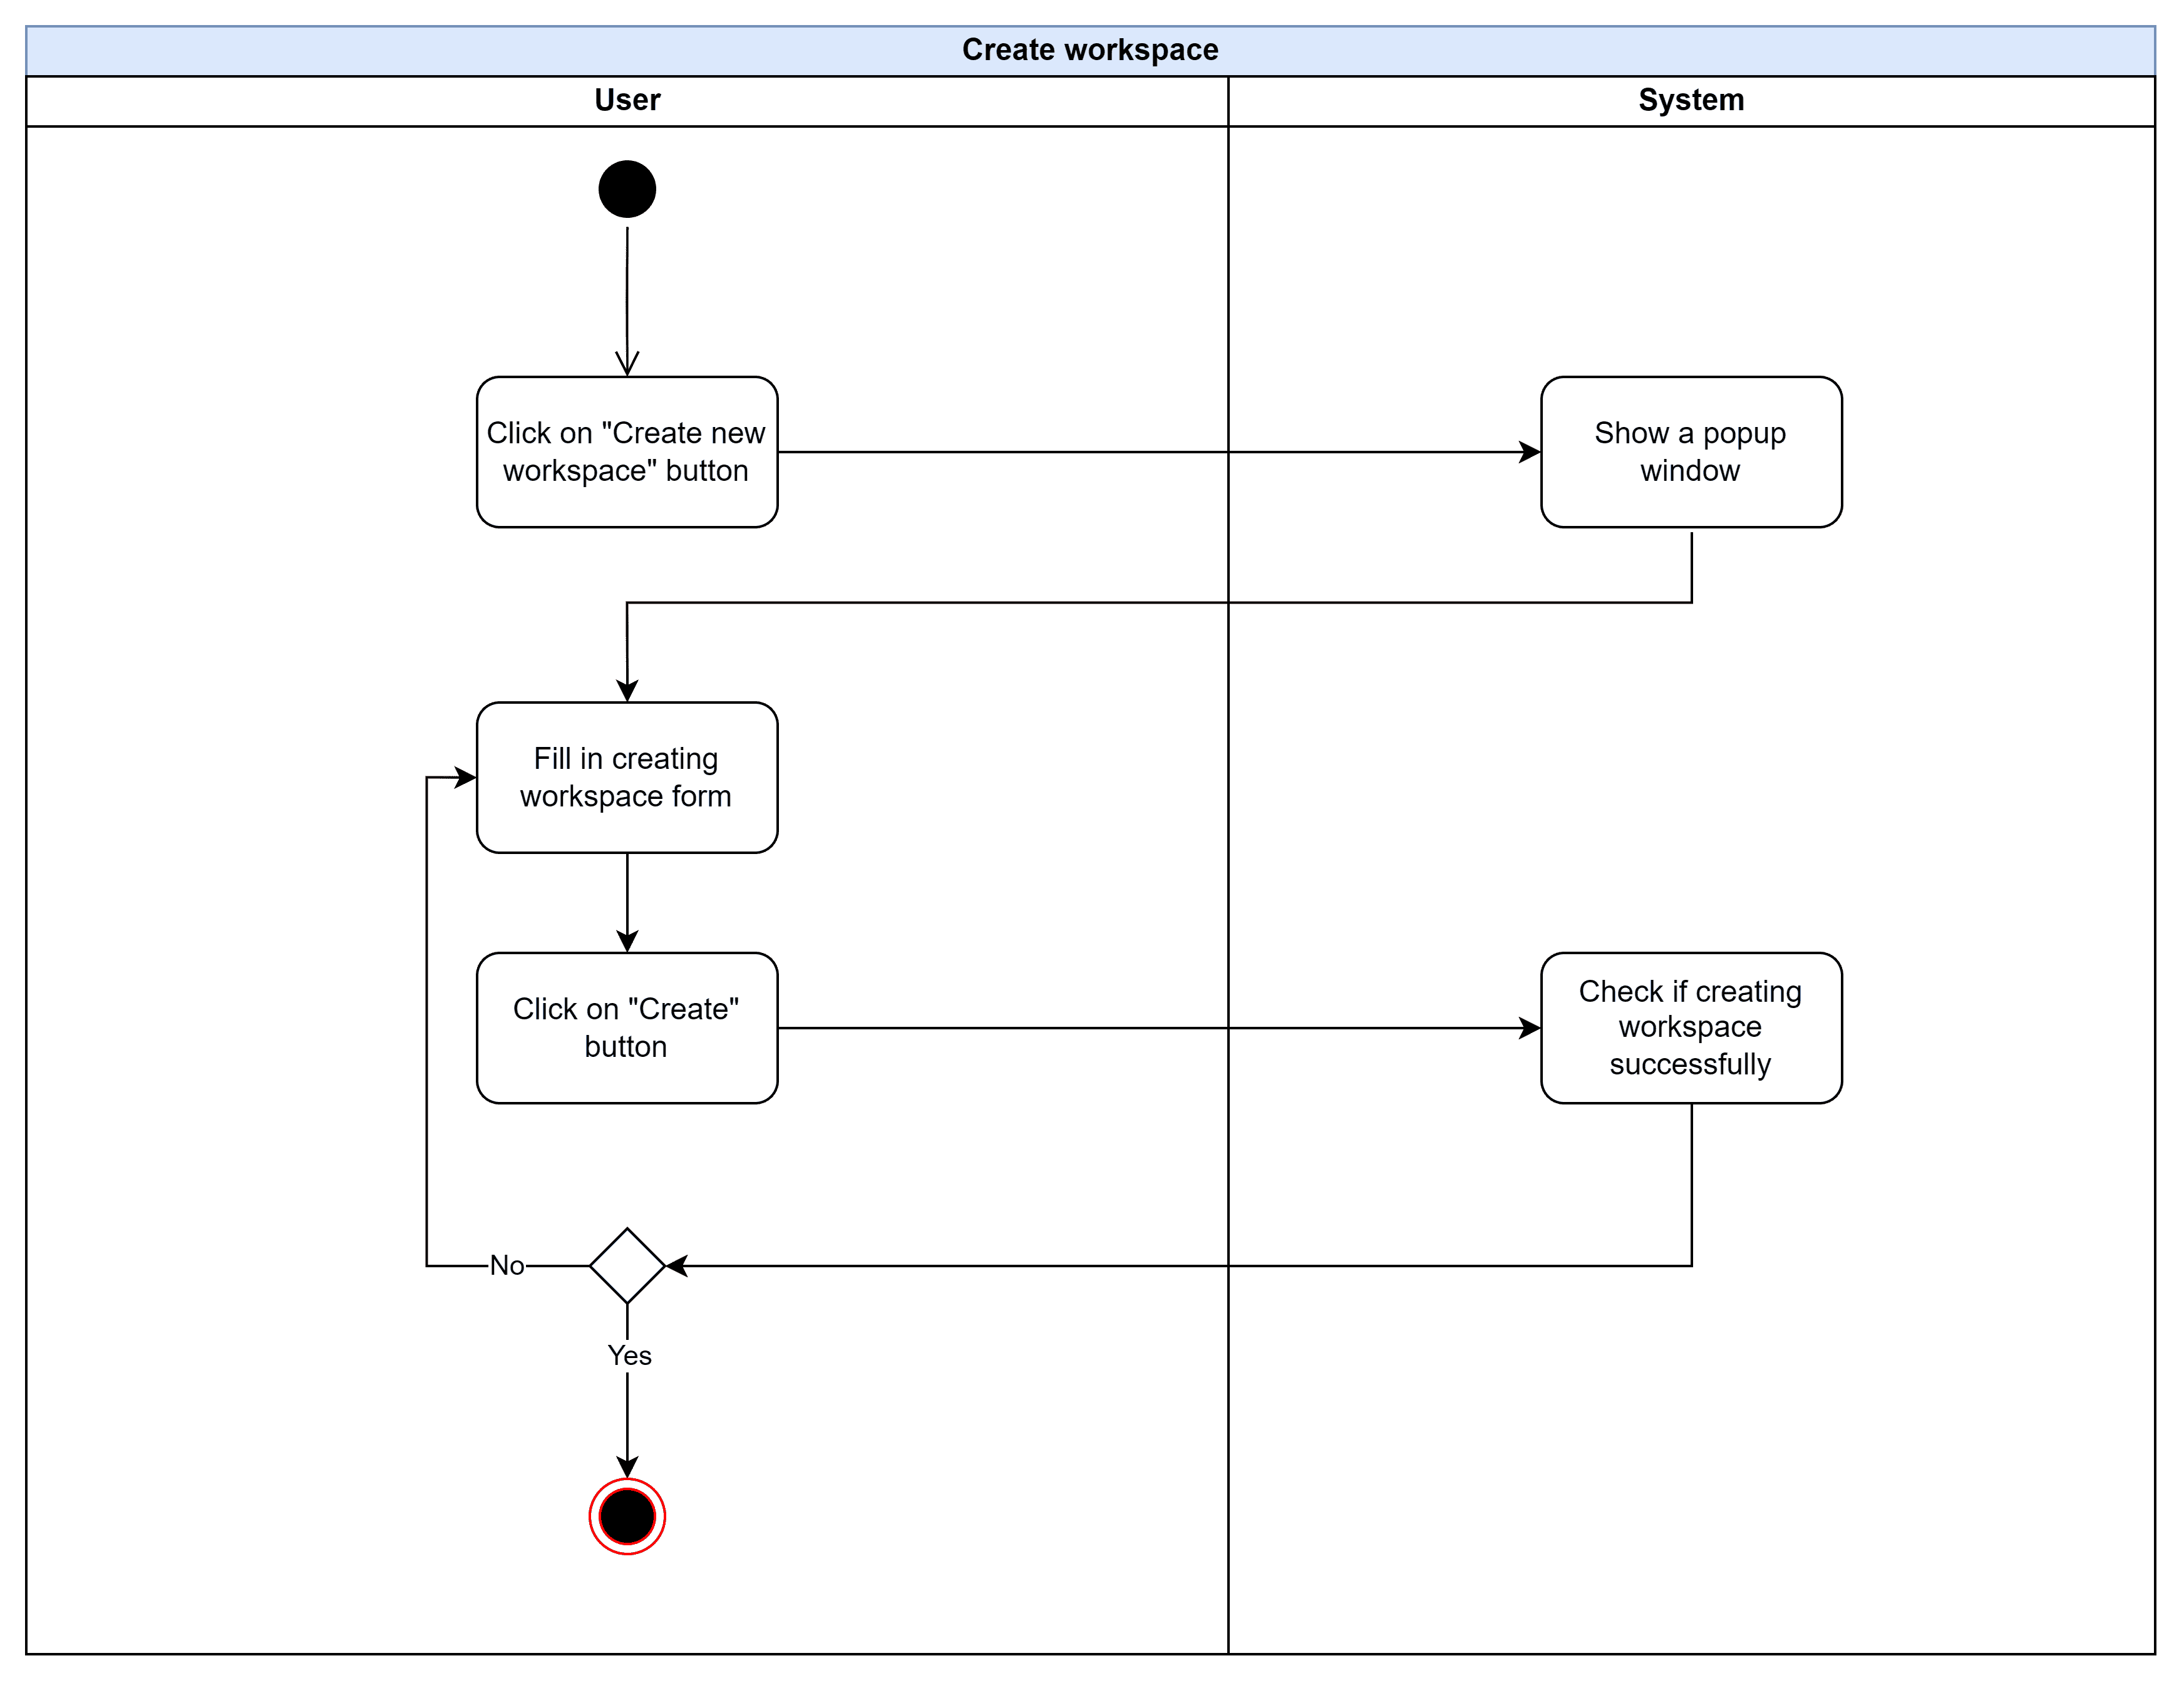 Create workspace
User
System
Click on "Create new
workspace" button
Show a popup
window
Fill in creating
workspace form
Click on "Create"
button
Check if creating
workspace
successfully
No
Yes